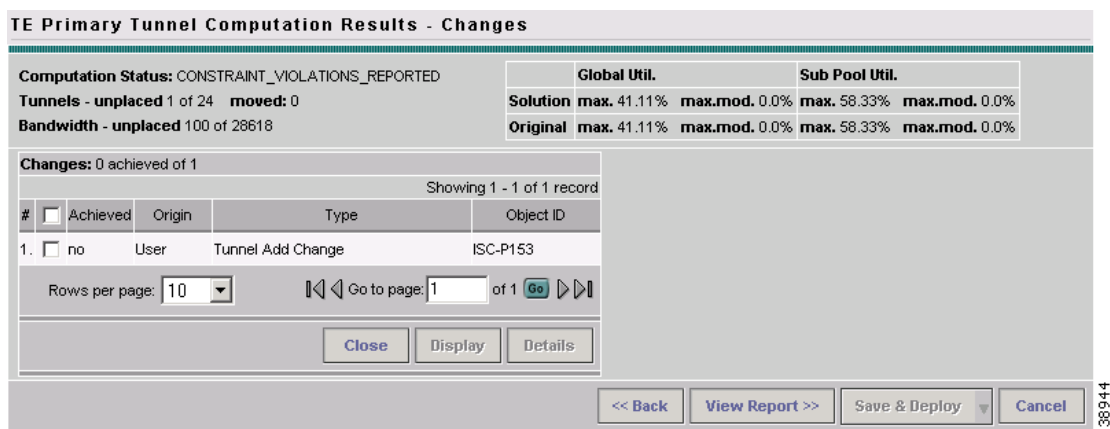 TE Primary Tunnel Computation Results - Changes
Computation Status: CONSTRAINT_VIOLATIONS_REPORTED
Tunnels - unplaced 1 of 24 moved: 0
Bandwidth - unplaced 100 of 28618
Global Util. Sub Pool Util.
Solution max. 41.11% max.mod. 0.0% max. 58.33% max.mod. 0.0%
Original max. 41.11% max.mod. 0.0% max. 58.33% max.mod. 0.0%
Changes: 0 achieved of 1
Showing 1 - 1 of 1 record
# Achieved Origin Type Object ID
1. no User Tunnel Add Change ISC-P153
Rows per page: 10 Go to page: 1 of 1 Go
Close Display Details
<< Back View Report >> Save & Deploy Cancel
38944